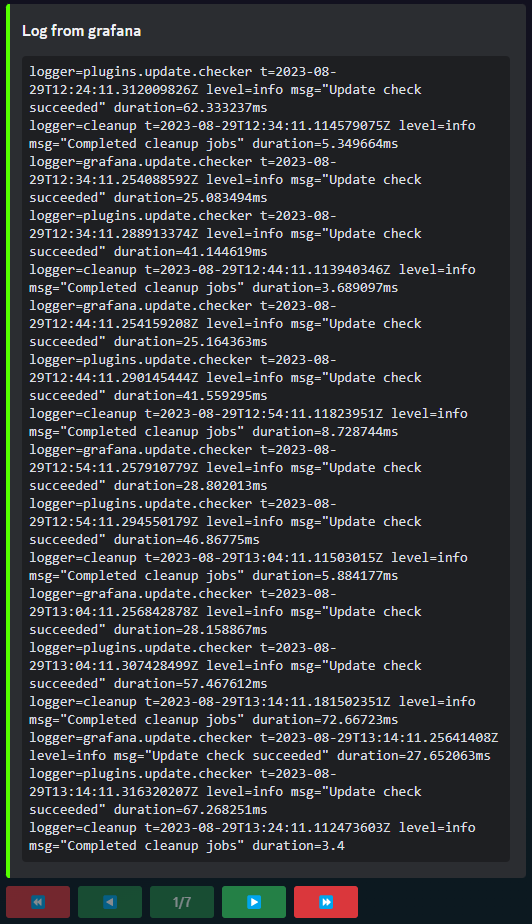 Log from grafana
logger=plugins.update.checker t=2023-08-
29T12:24:11.312009826Z level=info msg="Update check
succeeded" duration=62.333237ms
logger=cleanup t=2023-08-29T12:34:11.114579075Z level=info
msg="Completed cleanup jobs" duration=5.349664ms
logger=grafana.update.checker t=2023-08-
29T12:34:11.254088592Z level=info msg="Update check
succeeded" duration=25.083494ms
logger=plugins.update.checker t=2023-08-
29T12:34:11.288913374Z level=info msg="Update check
succeeded" duration=41.144619ms
logger=cleanup t=2023-08-29T12:44:11.113940346Z level=info
msg="Completed cleanup jobs" duration=3.689097ms
logger=grafana.update.checker t=2023-08-
29T12:44:11.254159208Z level=info msg="Update check
succeeded" duration=25.164363ms
logger=plugins.update.checker t=2023-08-
29T12:44:11.290145444Z level=info msg="Update check
succeeded" duration=41.559295ms
logger=cleanup t=2023-08-29T12:54:11.11823951Z level=info
msg="Completed cleanup jobs" duration=8.728744ms
logger=grafana.update.checker t=2023-08-
29T12:54:11.257910779Z level=info msg="Update check
succeeded" duration=28.802013ms
logger=plugins.update.checker t=2023-08-
29T12:54:11.294550179Z level=info msg="Update check
succeeded" duration=46.86775ms
logger=cleanup t=2023-08-29T13:04:11.11503015Z level=info
msg="Completed cleanup jobs" duration=5.884177ms
logger=grafana.update.checker t=2023-08-
29T13:04:11.256842878Z level=info msg="Update check
succeeded" duration=28.158867ms
logger=plugins.update.checker t=2023-08-
29T13:04:11.307428499Z level=info msg="Update check
succeeded" duration=57.467612ms
logger=cleanup t=2023-08-29T13:14:11.181502351Z level=info
msg="Completed cleanup jobs" duration=72.66723ms
logger=grafana.update.checker t=2023-08-29T13:14:11.25641408Z
level=info msg="Update check succeeded" duration=27.652063ms
logger=plugins.update.checker t=2023-08-
29T13:14:11.316320207Z level=info msg="Update check
succeeded" duration=67.268251ms
logger=cleanup t=2023-08-29T13:24:11.112473603Z level=info
msg="Completed cleanup jobs" duration=3.4
1/7